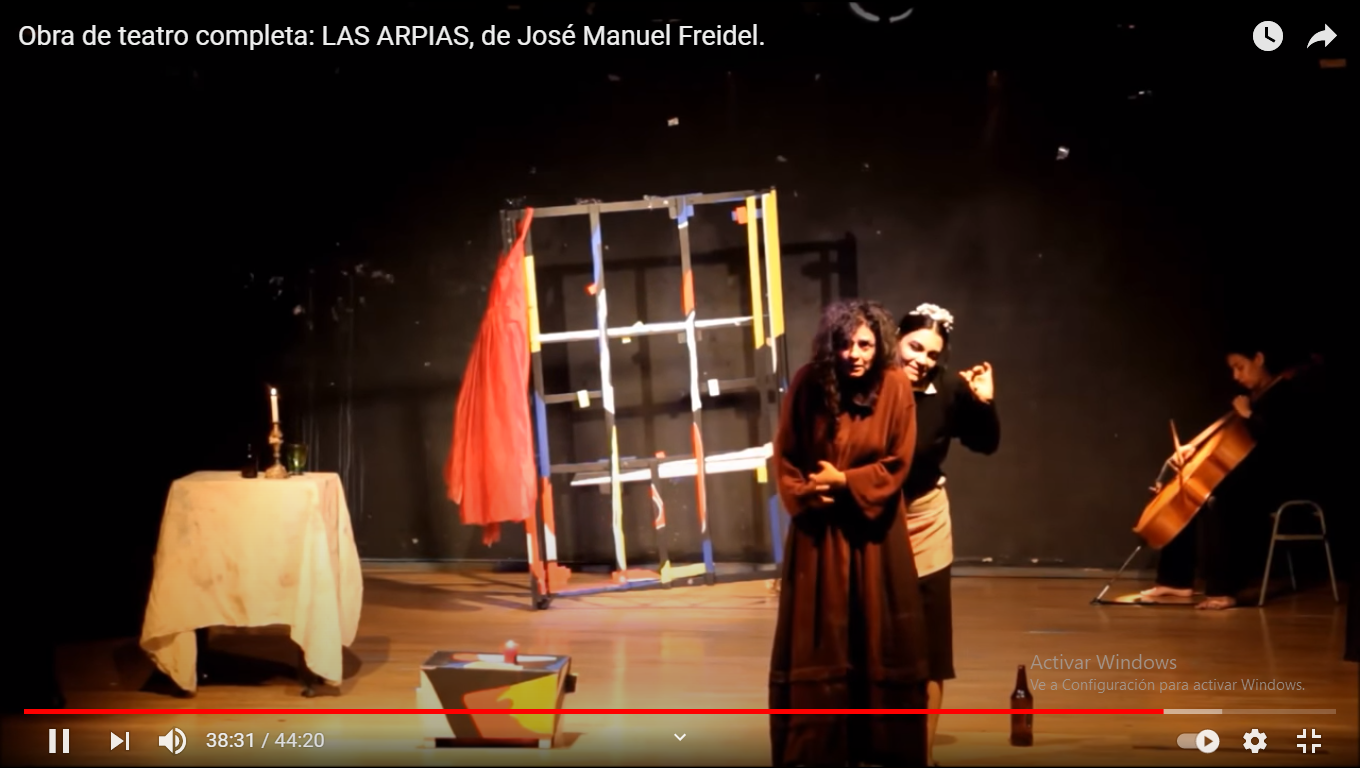 Obra de teatro completa: LAS ARPIAS, de José Manuel Freidel.
Activar Windows
Ve a Configuración para activar Windows.
38:31 / 44:20